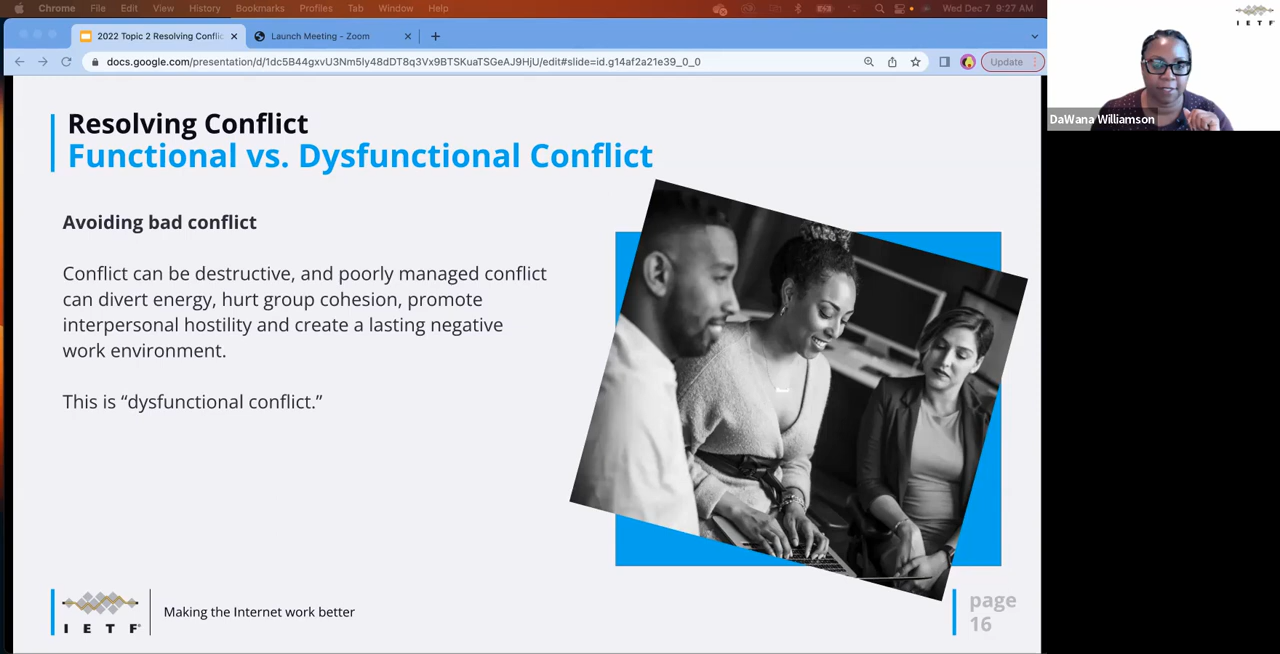 Chrome File Edit View History Bookmarks Profiles Tab Window Help Wed Dec 7 9:27 AM
2022 Topic 2 Resolving Conflic Launch Meeting - Zoom
docs.google.com/presentation/d/1dc5B44gxvU3Nm5Iy48dDT8q3Vx9BTSKuaTSGeAJ9HjU/edit#slide=id.g14af2a21e39_0_0 Update
IETF
DaWana Williamson
Resolving Conflict
Functional vs. Dysfunctional Conflict
Avoiding bad conflict
Conflict can be destructive, and poorly managed conflict
can divert energy, hurt group cohesion, promote
interpersonal hostility and create a lasting negative
work environment.
This is “dysfunctional conflict.”
I E T F®
Making the Internet work better
page
16